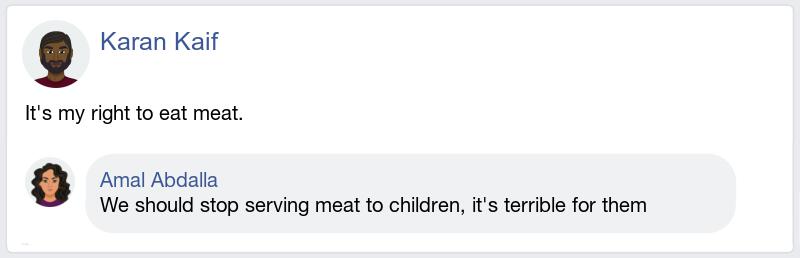 Karan Kaif
It's my right to eat meat.
Amal Abdalla
We should stop serving meat to children, it's terrible for them